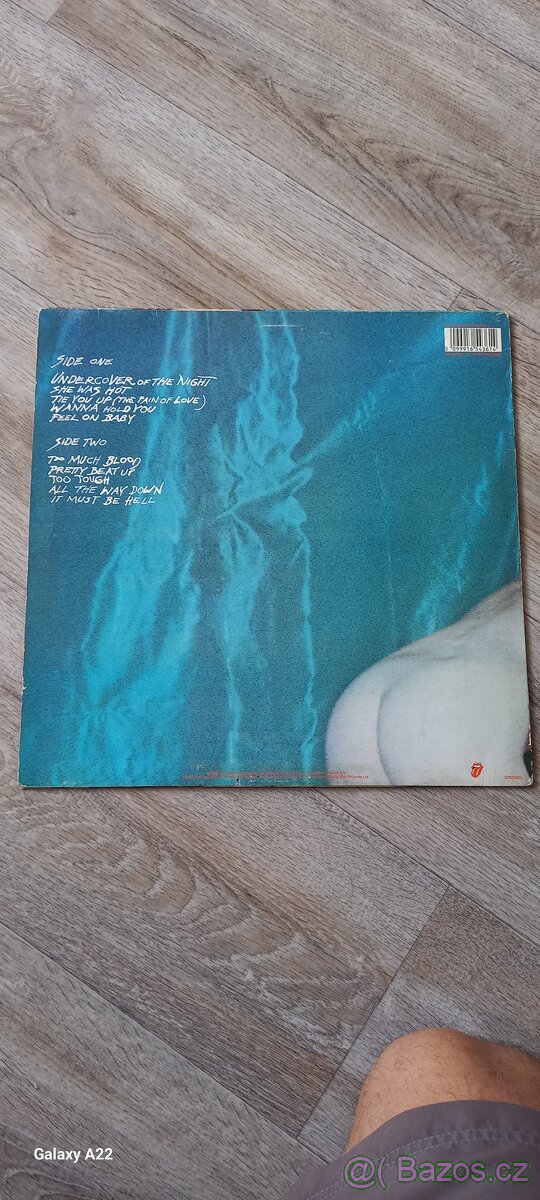 SIDE ONE
UNDERCOVER OF THE NIGHT
SHE WAS HOT
TIE YOU UP (THE PAIN OF LOVE)
WANNA HOLD YOU
FEEL ON BABY
SIDE TWO
TOO MUCH BLOOD
PRETTY BEAT UP
TOO TOUGH
ALL THE WAY DOWN
IT MUST BE HELL
Galaxy A22
@( Bazos.cz